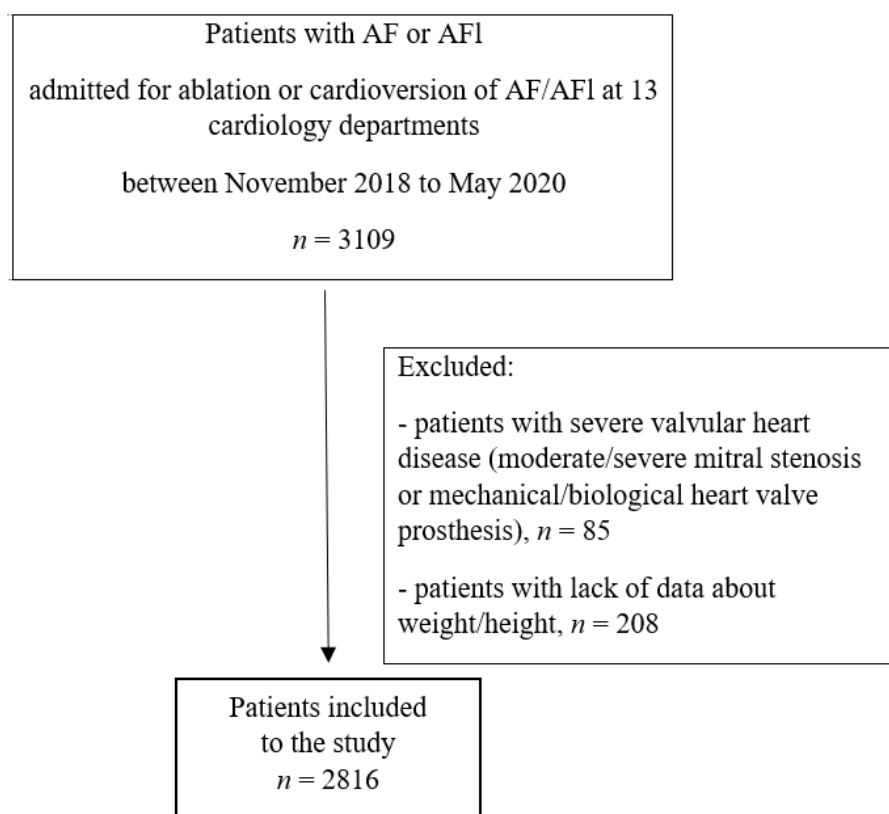 Patients with AF or AFl
admitted for ablation or cardioversion of AF/AFl at 13
cardiology departments
between November 2018 to May 2020
n = 3109
Excluded:
- patients with severe valvular heart
disease (moderate/severe mitral stenosis
or mechanical/biological heart valve
prosthesis), n = 85
- patients with lack of data about
weight/height, n = 208
Patients included
to the study
n = 2816